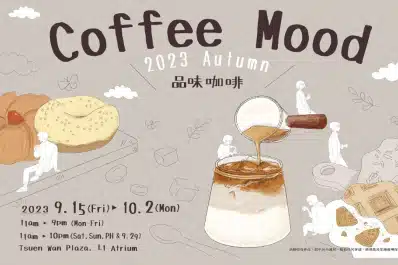 Coffee Mood
2023 Autumn
品味咖啡
2023 9.15(Fri) ▸ 10.2(Mon)
11am - 9pm (Mon-Fri)
11am - 10pm (Sat, Sun, PH & 9.29)
Tsuen Wan Plaza, L1 Atrium